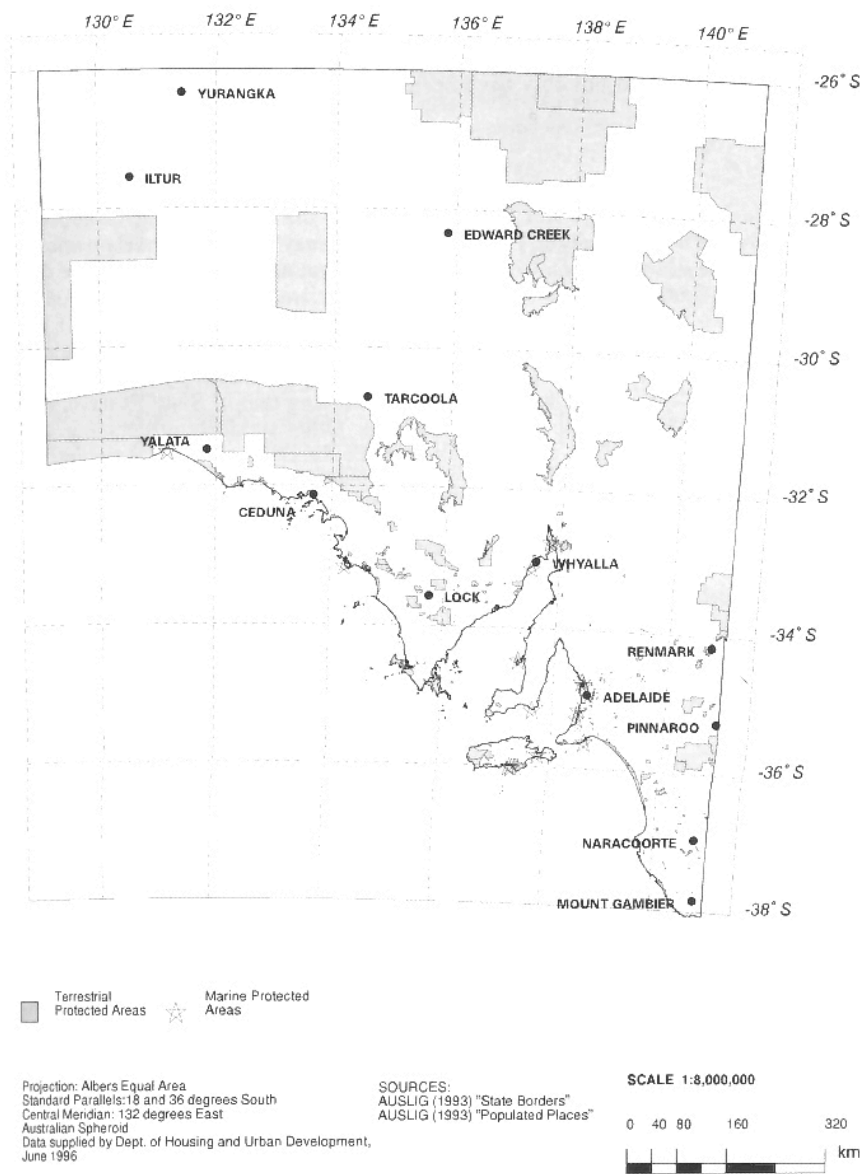 130° E 132° E 134° E 136° E 138° E 140° E
-26° S
YURANGKA
ILTUR
-28° S
EDWARD CREEK
-30° S
TARCOOLA
YALATA
-32° S
CEDUNA
WHYALLA
LOCK
-34° S
RENMARK
ADELAIDE
PINNAROO
-36° S
NARACOORTE
MOUNT GAMBIER
-38° S
Terrestrial
Protected Areas
Marine Protected
Areas
Projection: Albers Equal Area
Standard Parallels:18 and 36 degrees South
Central Meridian: 132 degrees East
Australian Spheroid
Data supplied by Dept. of Housing and Urban Development,
June 1996
SOURCES:
AUSLIG (1993) "State Borders"
AUSLIG (1993) "Populated Places"
SCALE 1:8,000,000
0 40 80 160 320
km